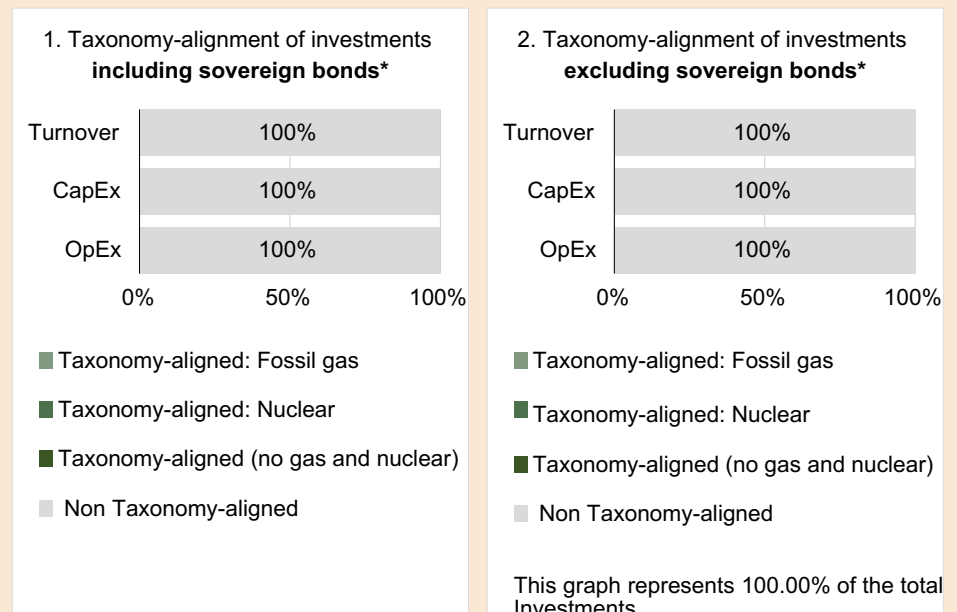 1. Taxonomy-alignment of investments
including sovereign bonds*
Turnover 100%
CapEx 100%
OpEx 100%
0% 50% 100%
Taxonomy-aligned: Fossil gas
Taxonomy-aligned: Nuclear
Taxonomy-aligned (no gas and nuclear)
Non Taxonomy-aligned
2. Taxonomy-alignment of investments
excluding sovereign bonds*
Turnover 100%
CapEx 100%
OpEx 100%
0% 50% 100%
Taxonomy-aligned: Fossil gas
Taxonomy-aligned: Nuclear
Taxonomy-aligned (no gas and nuclear)
Non Taxonomy-aligned
This graph represents 100.00% of the total
Investments